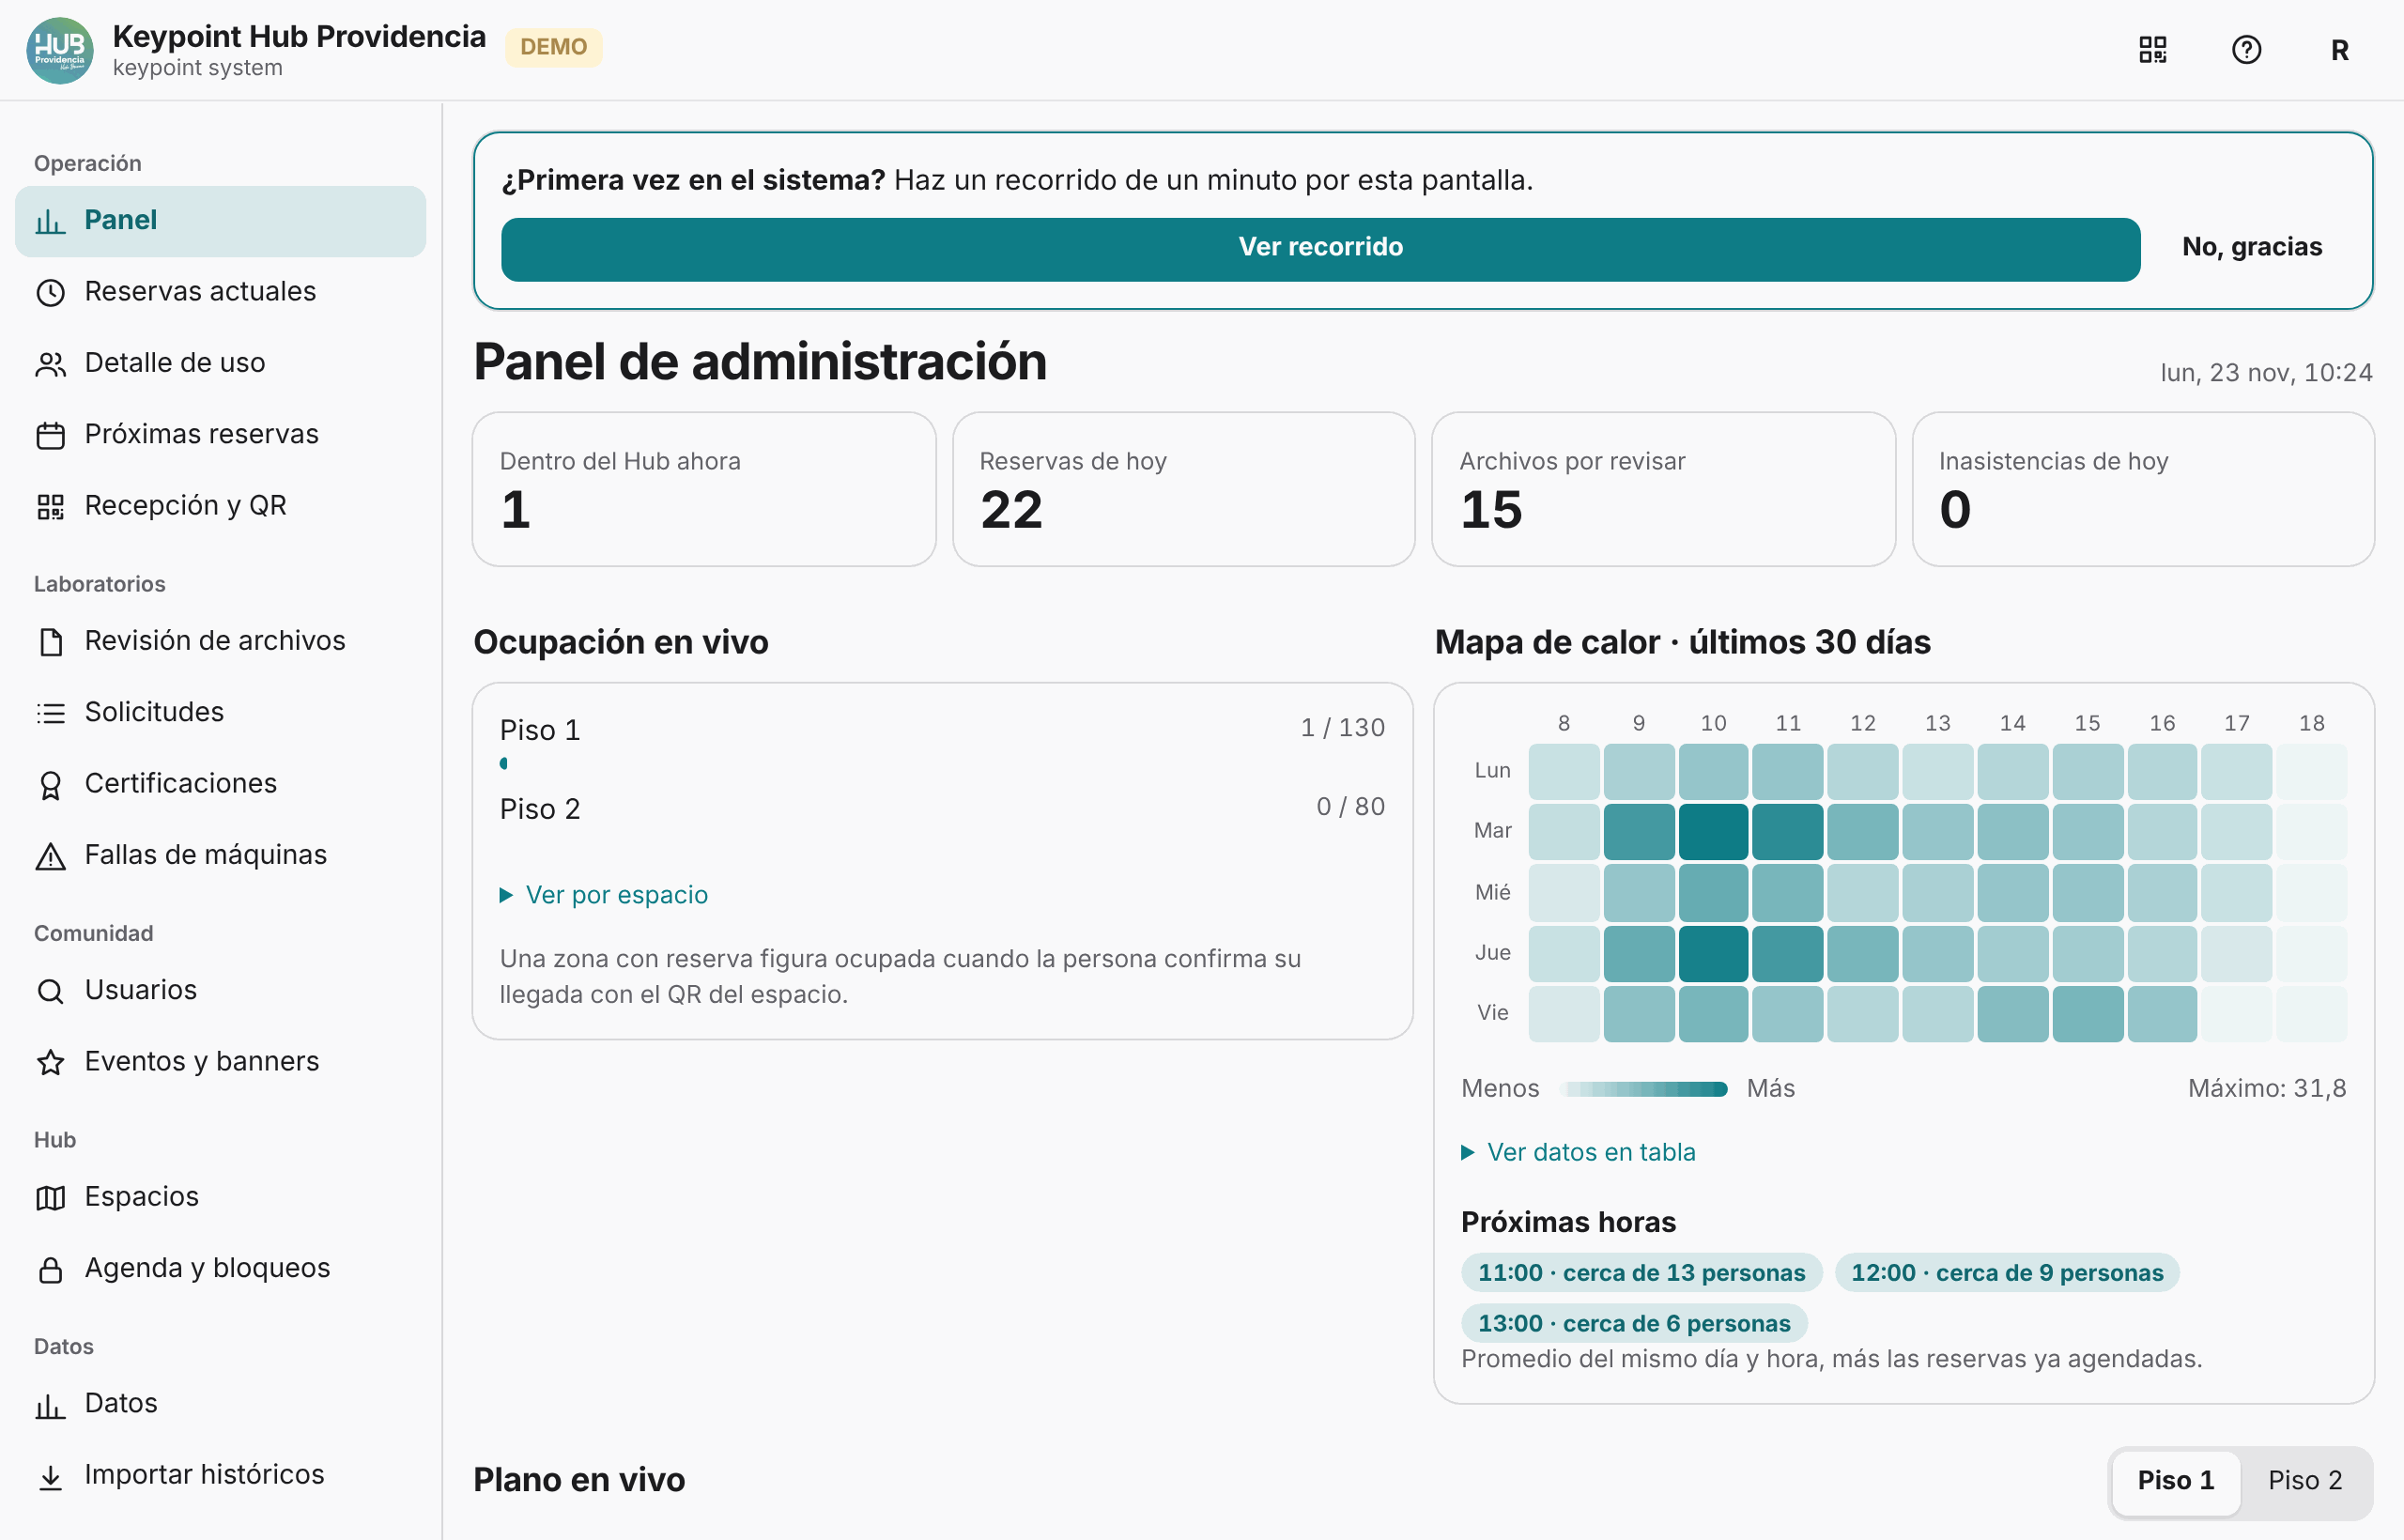 HUB
Providencia
Keypoint Hub Providencia
DEMO
keypoint system
R
Operación
Panel
Reservas actuales
Detalle de uso
Próximas reservas
Recepción y QR
Laboratorios
Revisión de archivos
Solicitudes
Certificaciones
Fallas de máquinas
Comunidad
Usuarios
Eventos y banners
Hub
Espacios
Agenda y bloqueos
Datos
Datos
Importar históricos
¿Primera vez en el sistema? Haz un recorrido de un minuto por esta pantalla.
Ver recorrido
No, gracias
Panel de administración
lun, 23 nov, 10:24
Dentro del Hub ahora
1
Reservas de hoy
22
Archivos por revisar
15
Inasistencias de hoy
0
Ocupación en vivo
Piso 1
1 / 130
Piso 2
0 / 80
Ver por espacio
Una zona con reserva figura ocupada cuando la persona confirma su
llegada con el QR del espacio.
Mapa de calor · últimos 30 días
8 9 10 11 12 13 14 15 16 17 18
Lun
Mar
Mié
Jue
Vie
Menos
Más
Máximo: 31,8
Ver datos en tabla
Próximas horas
11:00 · cerca de 13 personas
12:00 · cerca de 9 personas
13:00 · cerca de 6 personas
Promedio del mismo día y hora, más las reservas ya agendadas.
Plano en vivo
Piso 1
Piso 2